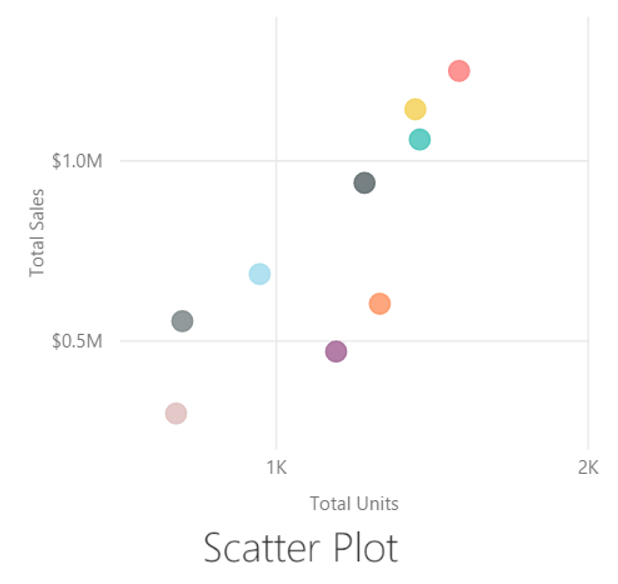 $1.0M
Total Sales
$0.5M
1K
2K
Total Units
Scatter Plot